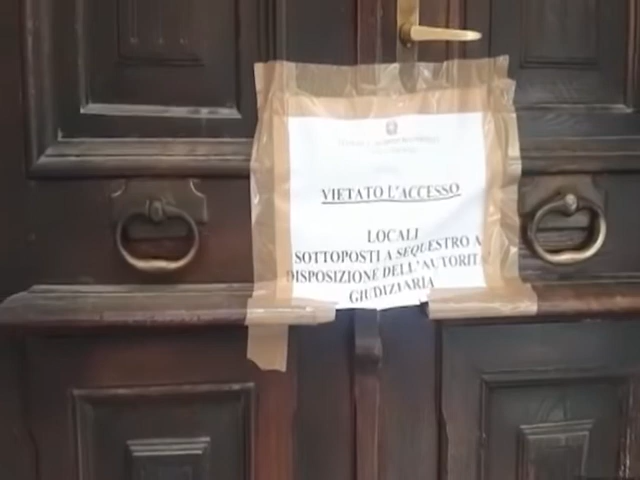 VIETATO L'ACCESSO
LOCALI
SOTTOPOSTI A SEQUESTRO A
DISPOSIZIONE DELL'AUTORITA
GIUDIZIARIA